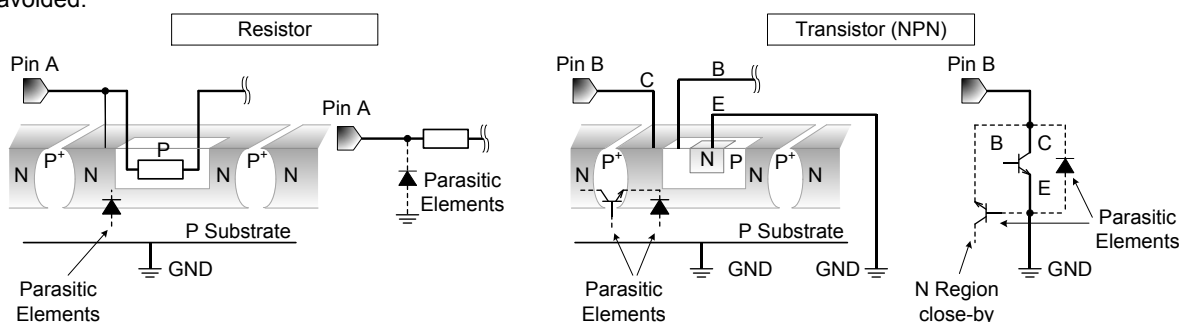 avoided.
Resistor
Transistor (NPN)
Pin A
Pin A
N
P+
N
P
N
P+
N
Parasitic
Elements
P Substrate
GND
Parasitic
Elements
Pin B
C
B
E
N
P+
N
N
P
N
P+
N
P Substrate
GND
GND
Parasitic
Elements
Pin B
B
C
E
Parasitic
Elements
GND
N Region
close-by